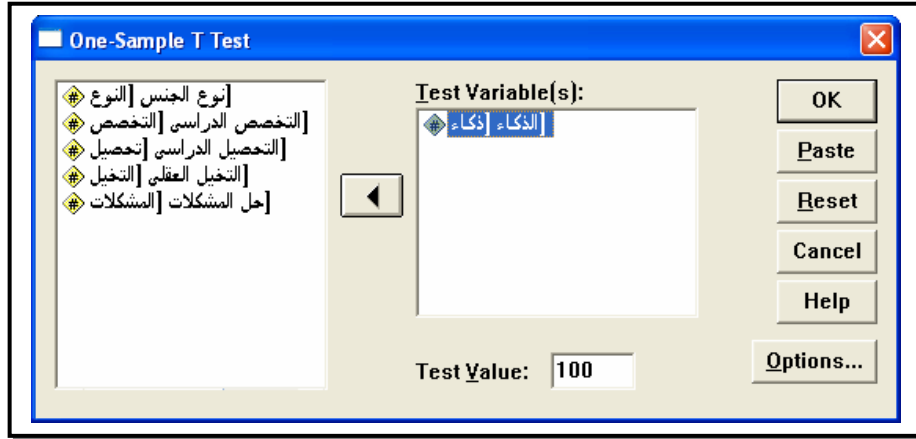 One-Sample T Test
نوع الجنس [النوع]
التخصص الدراسى [التخصص]
التحصيل الدراسى [تحصيل]
التخيل العقلى [التخيل]
حل المشكلات [المشكلات]
Test Variable(s):
الذكاء [ذكاء]
Test Value: 100
OK
Paste
Reset
Cancel
Help
Options...